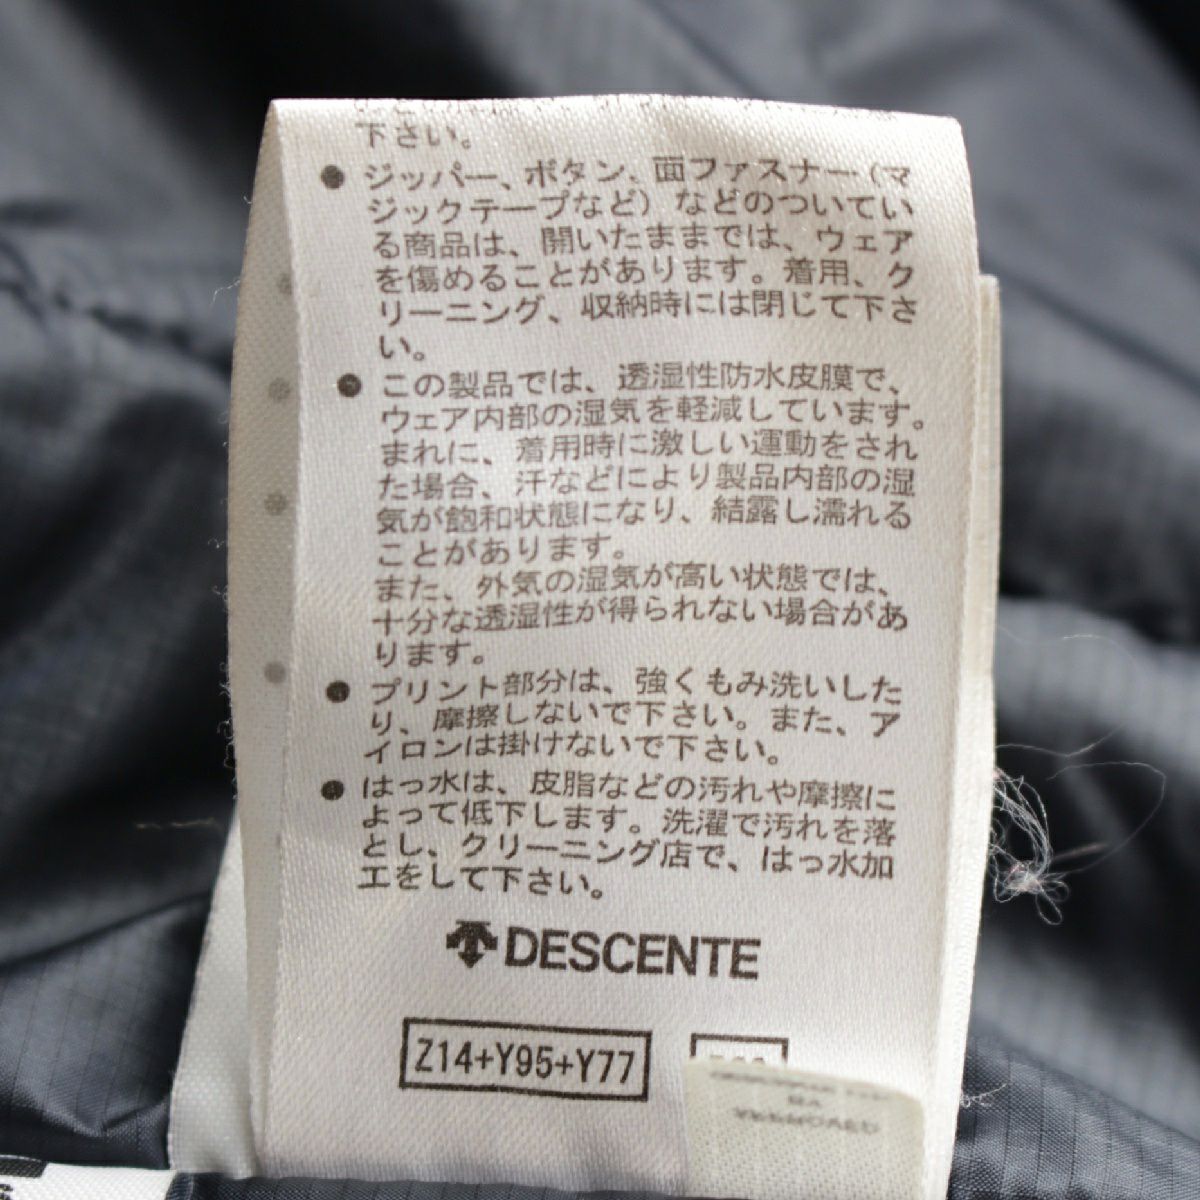 下さい。
● ジッパー、ボタン、面ファスナー（マ
ジックテープなど）などのついてい
る商品は、開いたままでは、ウェア
を傷めることがあります。着用、ク
リーニング、収納時には閉じて下さ
い。
● この製品では、透湿性防水皮膜で、
ウェア内部の湿気を軽減しています。
まれに、着用時に激しい運動をされ
た場合、汗などにより製品内部の湿
気が飽和状態になり、結露し濡れる
ことがあります。
また、外気の湿気が高い状態では、
十分な透湿性が得られない場合があ
ります。
● プリント部分は、強くもみ洗いした
り、摩擦しないで下さい。また、ア
イロンは掛けないで下さい。
● はっ水は、皮脂などの汚れや摩擦に
よって低下します。洗濯で汚れを落
とし、クリーニング店で、はっ水加
工をして下さい。
DESCENTE
Z14+Y95+Y77